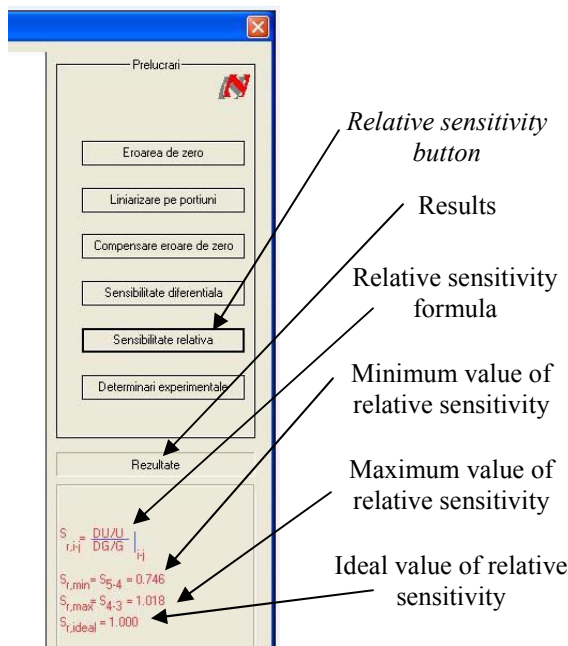 Prelucrari
N
Relative sensitivity
button
Eroarea de zero
Liniarizare pe portiuni
Results
Compensare eroare de zero
Relative sensitivity
formula
Sensibilitate diferentiala
Sensibilitate relativa
Minimum value of
relative sensitivity
Determinari experimentale
Rezultate
Maximum value of
relative sensitivity
S r,i-j = DU/U / DG/G | i-j
Ideal value of relative
sensitivity
S r,min = S 5-4 = 0.746
S r,max = S 4-3 = 1.018
S r,ideal = 1.000